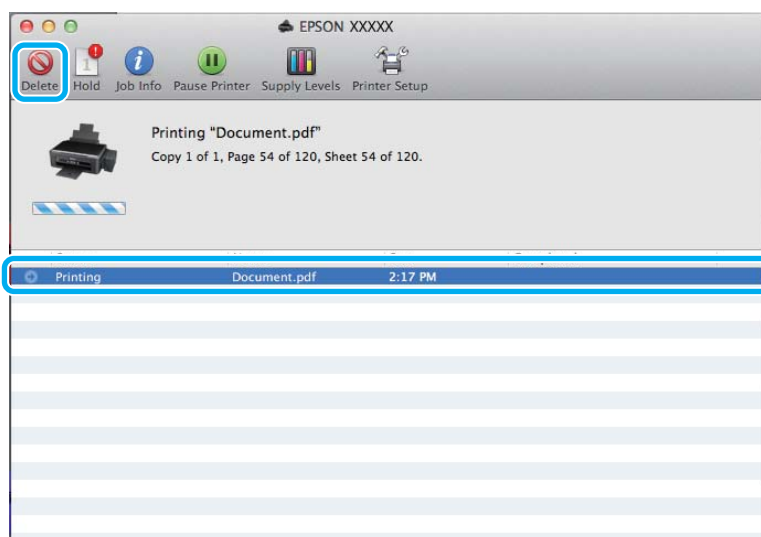 EPSON XXXXX
1
Delete Hold Job Info Pause Printer Supply Levels Printer Setup
Printing "Document.pdf"
Copy 1 of 1, Page 54 of 120, Sheet 54 of 120.
Printing Document.pdf 2:17 PM